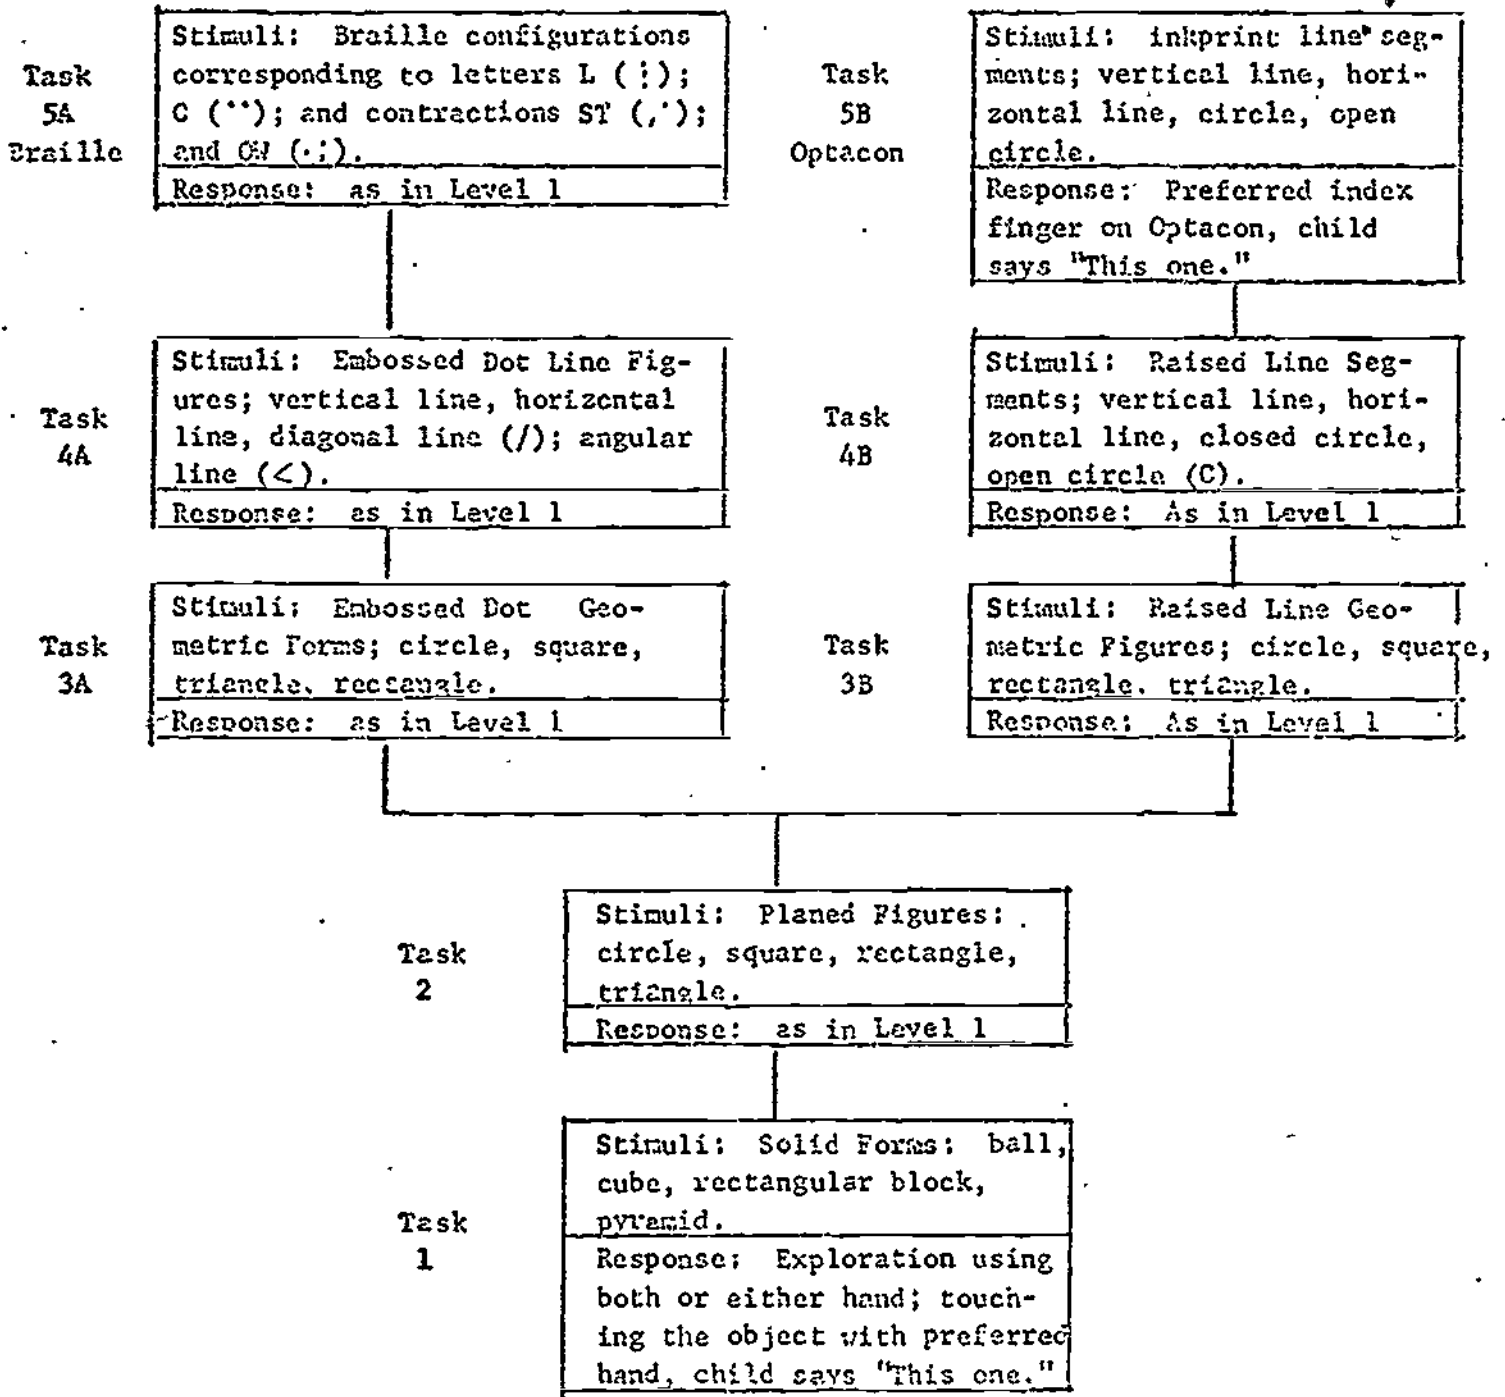 Task
5A
Braille
Stimuli: Braille configurations
corresponding to letters L (⠇);
C (⠉); and contractions ST (⠌);
and OW (⠪).
Response: as in Level 1
Task
5B
Optacon
Stimuli: inkprint line seg-
ments; vertical line, hori-
zontal line, circle, open
circle.
Response: Preferred index
finger on Optacon, child
says "This one."
Task
4A
Stimuli: Embossed Dot Line Fig-
ures; vertical line, horizontal
line, diagonal line (/); angular
line (<).
Response: as in Level 1
Task
4B
Stimuli: Raised Line Seg-
ments; vertical line, hori-
zontal line, closed circle,
open circle (C).
Response: As in Level 1
Task
3A
Stimuli: Embossed Dot Geo-
metric Forms; circle, square,
triangle, rectangle.
Response: as in Level 1
Task
3B
Stimuli: Raised Line Geo-
metric Figures; circle, square,
rectangle, triangle.
Response: As in Level 1
Task
2
Stimuli: Planed Figures:
circle, square, rectangle,
triangle.
Response: as in Level 1
Task
1
Stimuli: Solid Forms: ball,
cube, rectangular block,
pyramid.
Response: Exploration using
both or either hand; touch-
ing the object with preferred
hand, child says "This one."